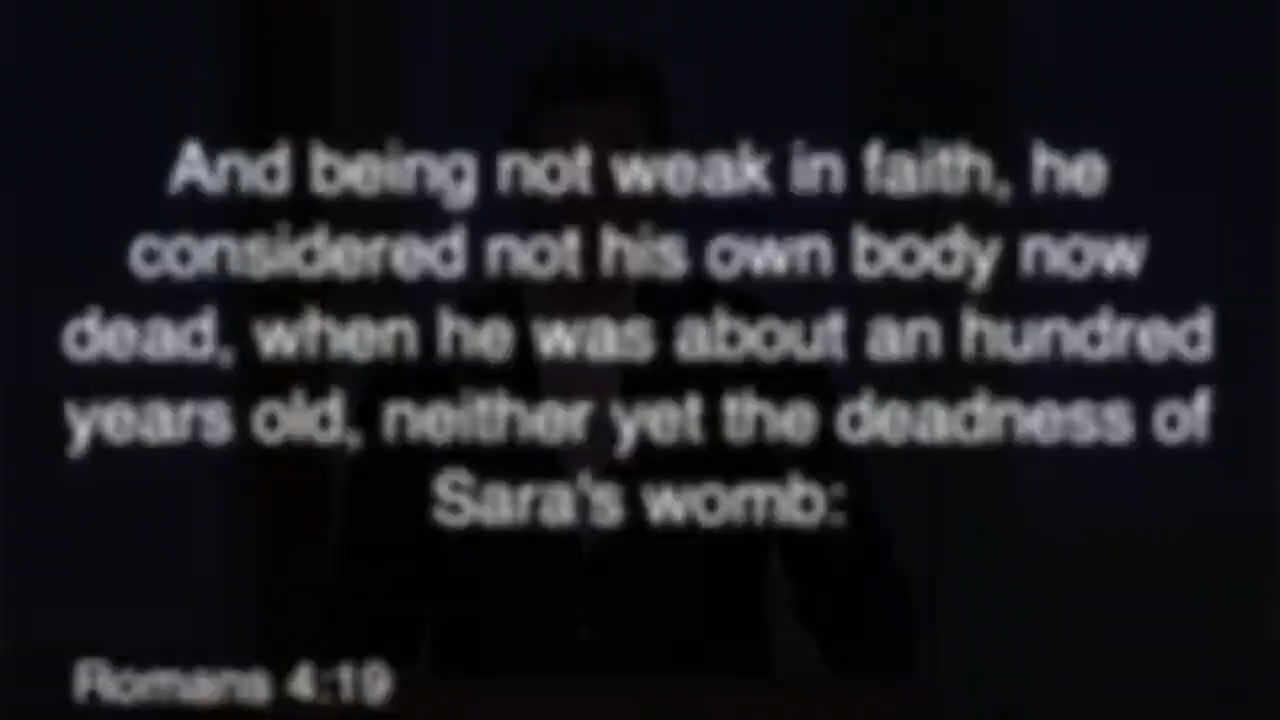 And being not weak in faith, he
considered not his own body now
dead, when he was about an hundred
years old, neither yet the deadness of
Sara's womb:
Romans 4:19